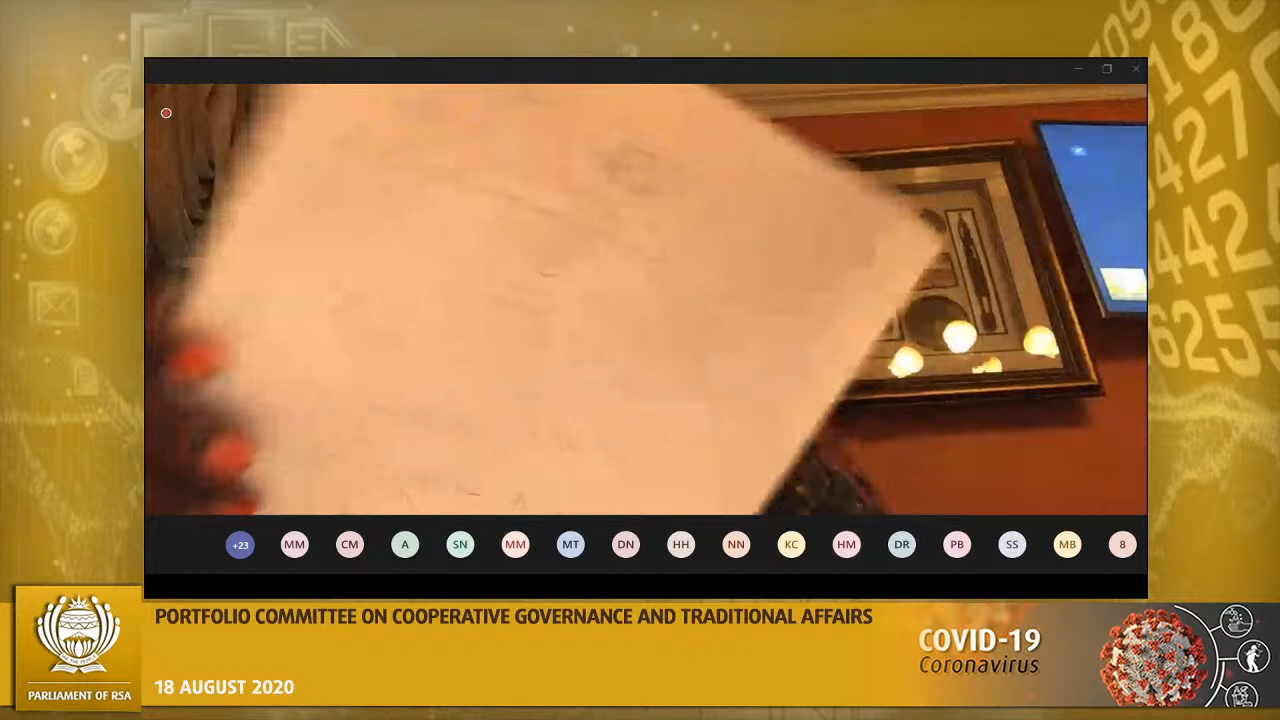 +23 MM CM A SN MM MT DN HH NN KC HM DR PB SS MB 8
PORTFOLIO COMMITTEE ON COOPERATIVE GOVERNANCE AND TRADITIONAL AFFAIRS
COVID-19
Coronavirus
PARLIAMENT OF RSA
18 AUGUST 2020